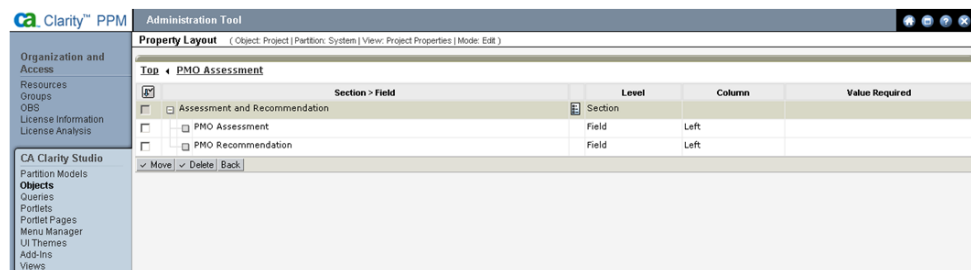 ca Clarity™ PPM
Administration Tool
Property Layout ( Object: Project | Partition: System | View: Project Properties | Mode: Edit )
Organization and
Access
Resources
Groups
OBS
License Information
License Analysis
CA Clarity Studio
Partition Models
Objects
Queries
Portlets
Portlet Pages
Menu Manager
UI Themes
Add-Ins
Views
Top PMO Assessment
Section > Field Level Column Value Required
Assessment and Recommendation Section
PMO Assessment Field Left
PMO Recommendation Field Left
Move Delete Back